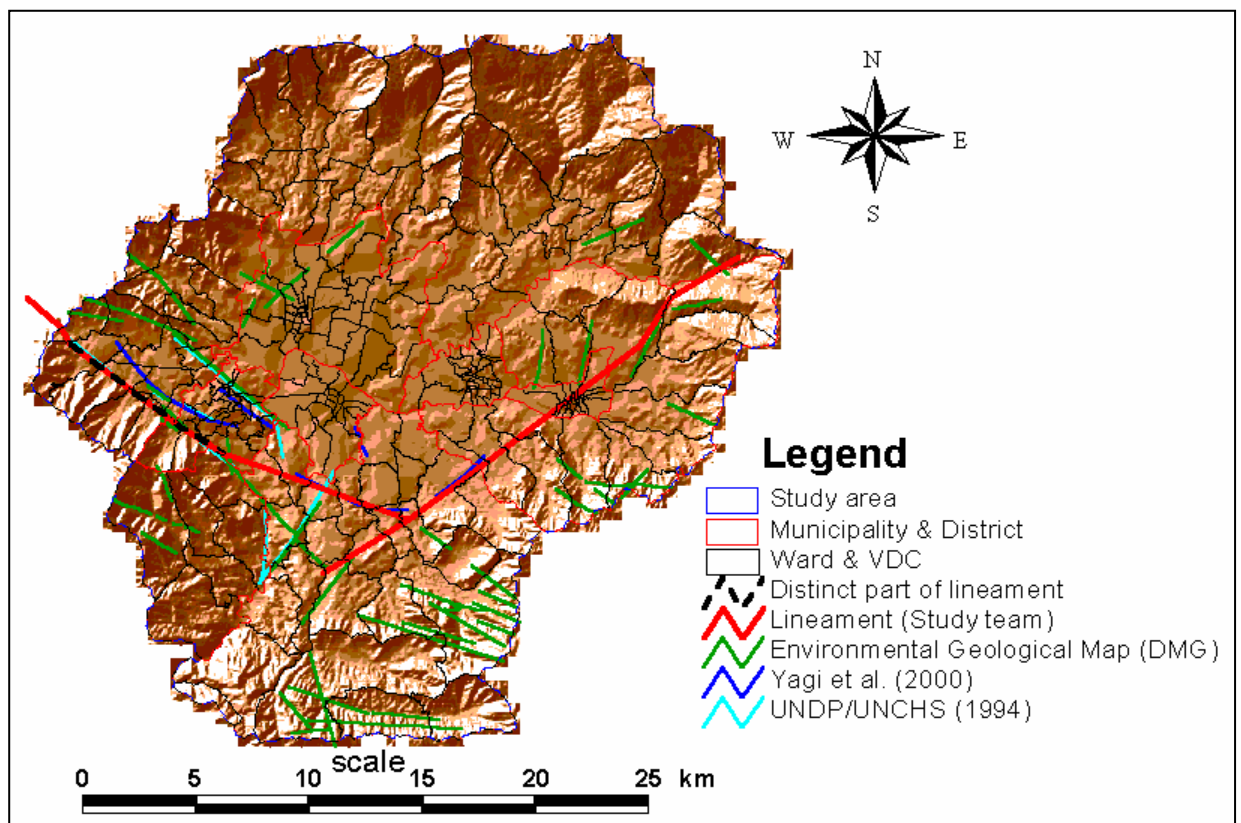 N
W E
S
Legend
Study area
Municipality & District
Ward & VDC
Distinct part of lineament
Lineament (Study team)
Environmental Geological Map (DMG)
Yagi et al. (2000)
UNDP/UNCHS (1994)
scale
0 5 10 15 20 25 km